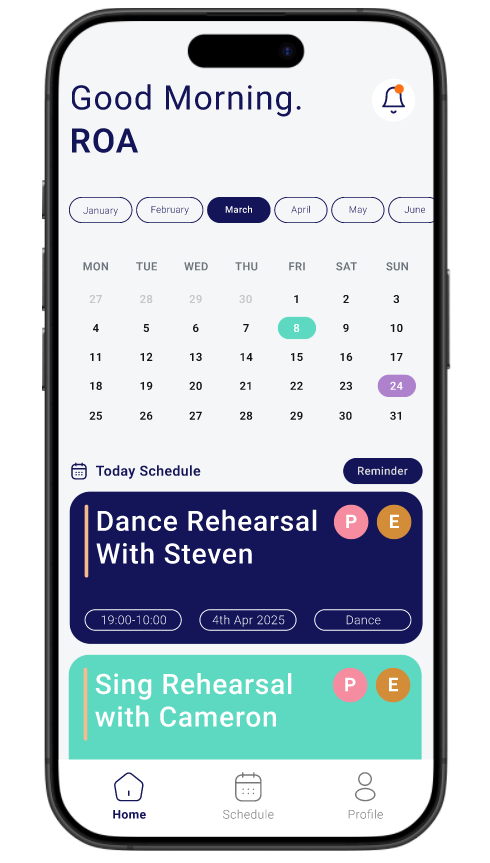 Good Morning.
ROA
January February March April May June
MON TUE WED THU FRI SAT SUN
27 28 29 30 1 2 3
4 5 6 7 8 9 10
11 12 13 14 15 16 17
18 19 20 21 22 23 24
25 26 27 28 29 30 31
Today Schedule Reminder
Dance Rehearsal P E
With Steven
19:00-10:00 4th Apr 2025 Dance
Sing Rehearsal P E
with Cameron
Home Schedule Profile